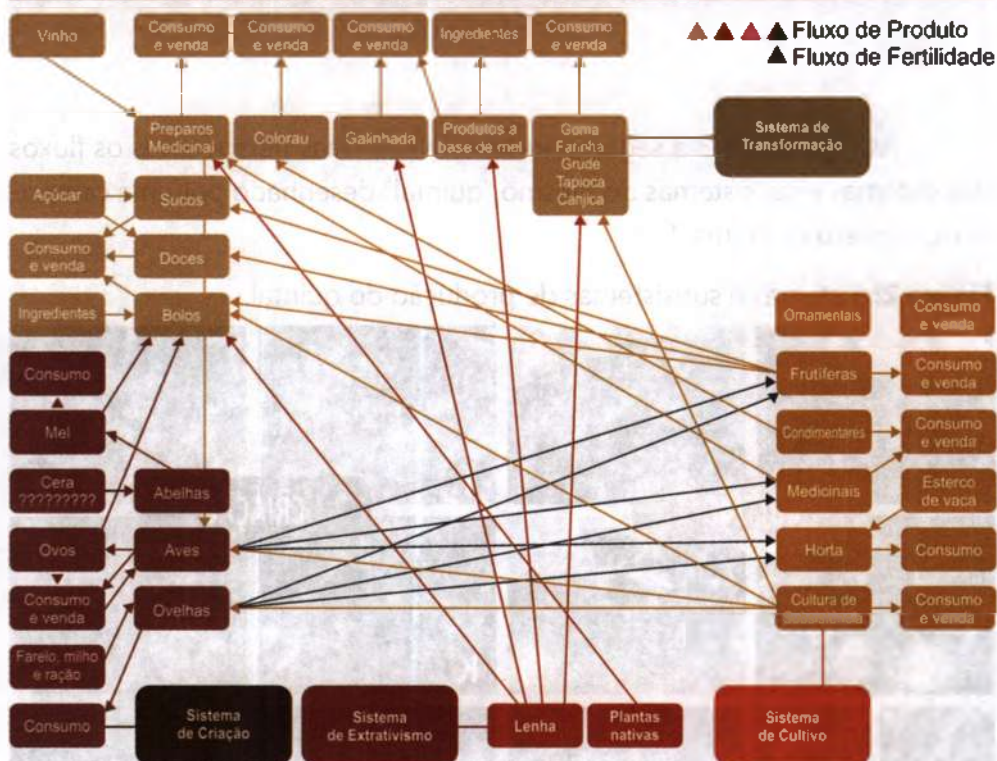 Fluxo de Produto
Fluxo de Fertilidade
Vinho
Consumo
e venda
Consumo
e venda
Consumo
e venda
Ingredientes
Consumo
e venda
Preparos
Medicinal
Colorau
Galinhada
Produtos a
base de mel
Goma
Farinha
Grude
Tapioca
Canjica
Sistema de
Transformação
os fluxos
Açúcar
Sucos
Consumo
e venda
Doces
Ingredientes
Bolos
Ornamentais
Consumo
e venda
Consumo
Frutíferas
Consumo
e venda
Mel
Condimentares
Consumo
e venda
Cera
?????????
Abelhas
Medicinais
Esterco
de vaca
Ovos
Aves
Horta
Consumo
Consumo
e venda
Ovelhas
Cultura de
Consumo
e venda
Farelo, milho
e ração
Consumo
Sistema
de Criação
Sistema
de Extrativismo
Lenha
Plantas
nativas
Sistema
de Cultivo